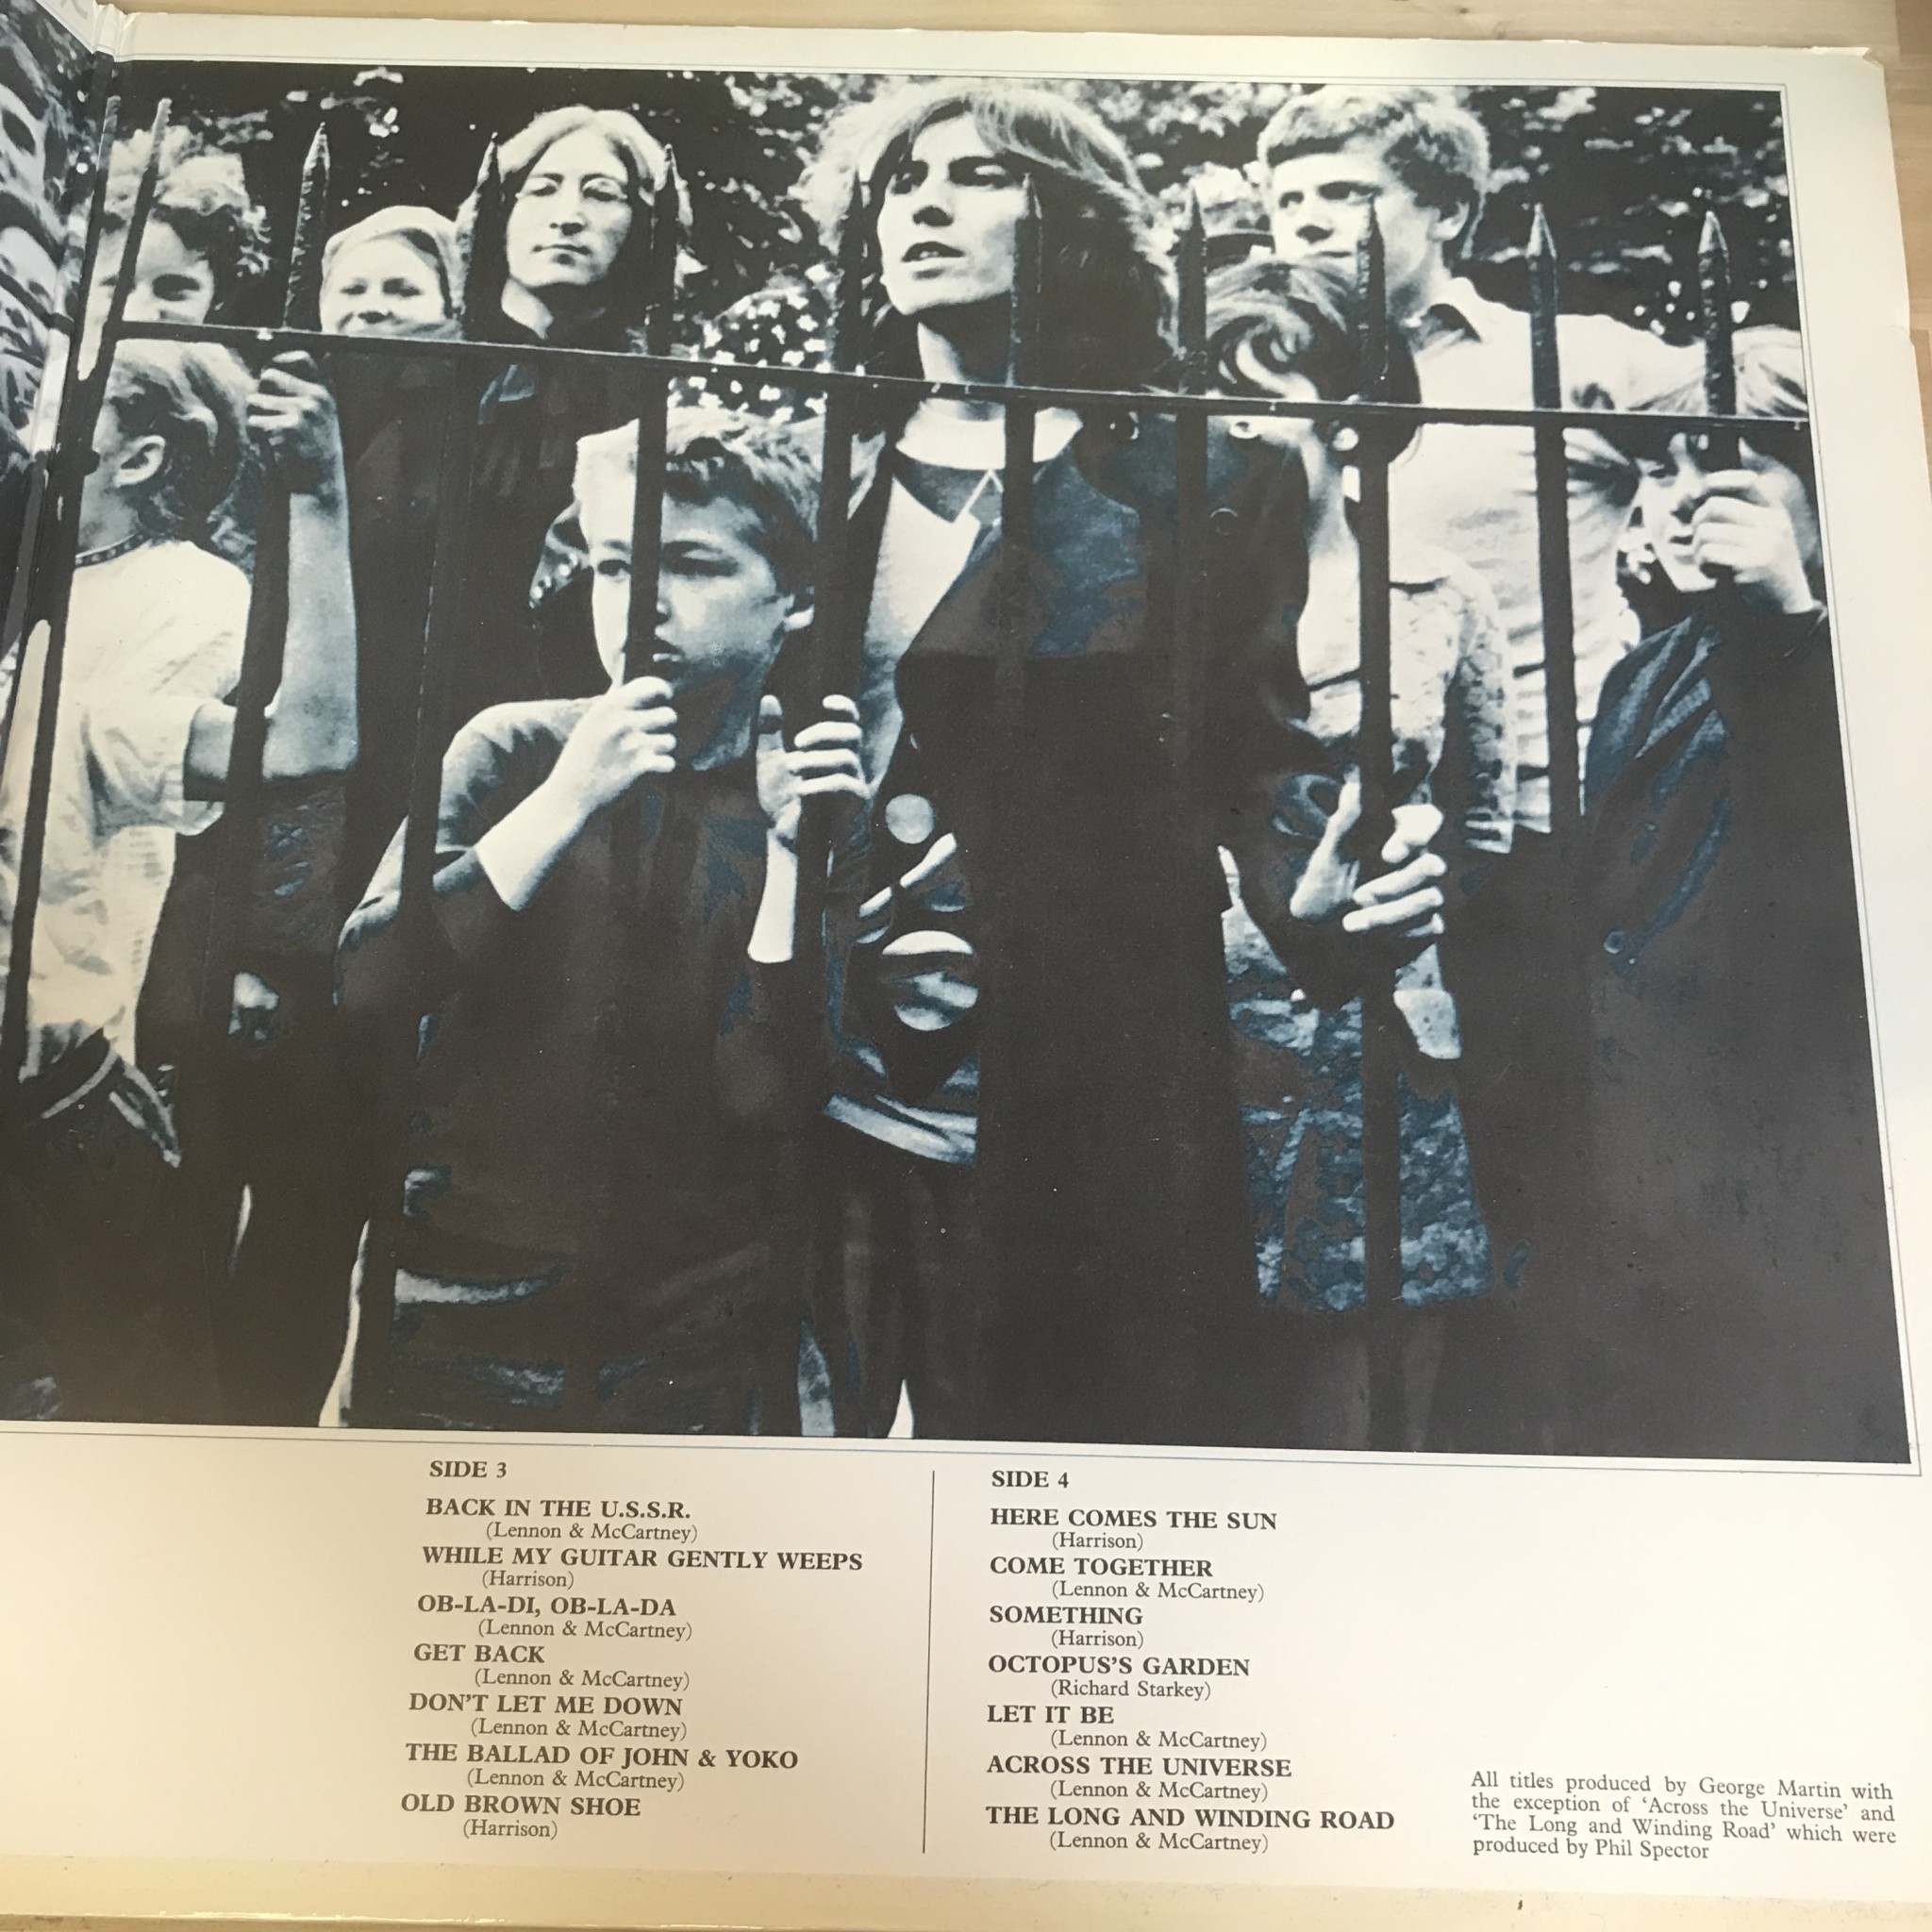 SIDE 3
BACK IN THE U.S.S.R.
(Lennon & McCartney)
WHILE MY GUITAR GENTLY WEEPS
(Harrison)
OB-LA-DI, OB-LA-DA
(Lennon & McCartney)
GET BACK
(Lennon & McCartney)
DON'T LET ME DOWN
(Lennon & McCartney)
THE BALLAD OF JOHN & YOKO
(Lennon & McCartney)
OLD BROWN SHOE
(Harrison)
SIDE 4
HERE COMES THE SUN
(Harrison)
COME TOGETHER
(Lennon & McCartney)
SOMETHING
(Harrison)
OCTOPUS'S GARDEN
(Richard Starkey)
LET IT BE
(Lennon & McCartney)
ACROSS THE UNIVERSE
(Lennon & McCartney)
THE LONG AND WINDING ROAD
(Lennon & McCartney)
All titles produced by George Martin with
the exception of 'Across the Universe' and
'The Long and Winding Road' which were
produced by Phil Spector